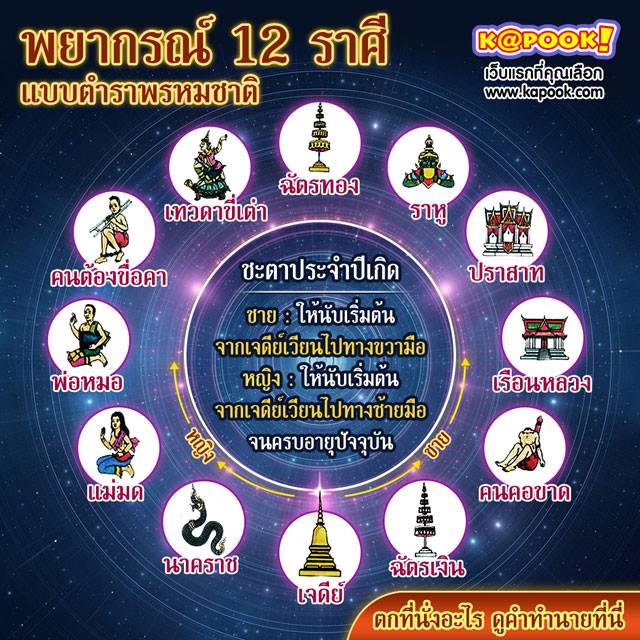 พยากรณ์ 12 ราศี
แบบตำราพรหมชาติ
K@POOK!
เว็บแรกที่คุณเลือก
www.kapook.com
ฉัตรทอง
เทวดาขี่เต่า
ราหู
คนต้องขื่อคา
ปราสาท
พ่อหมอ
เรือนหลวง
แม่มด
คนคอขาด
นาคราช
เจดีย์
ฉัตรเงิน
ชะตาประจำปีเกิด
ชาย : ให้นับเริ่มต้น
จากเจดีย์เวียนไปทางขวามือ
หญิง : ให้นับเริ่มต้น
จากเจดีย์เวียนไปทางซ้ายมือ
จนครบอายุปัจจุบัน
หญิง
ชาย
ตกที่นั่งอะไร ดูคำทำนายที่นี่